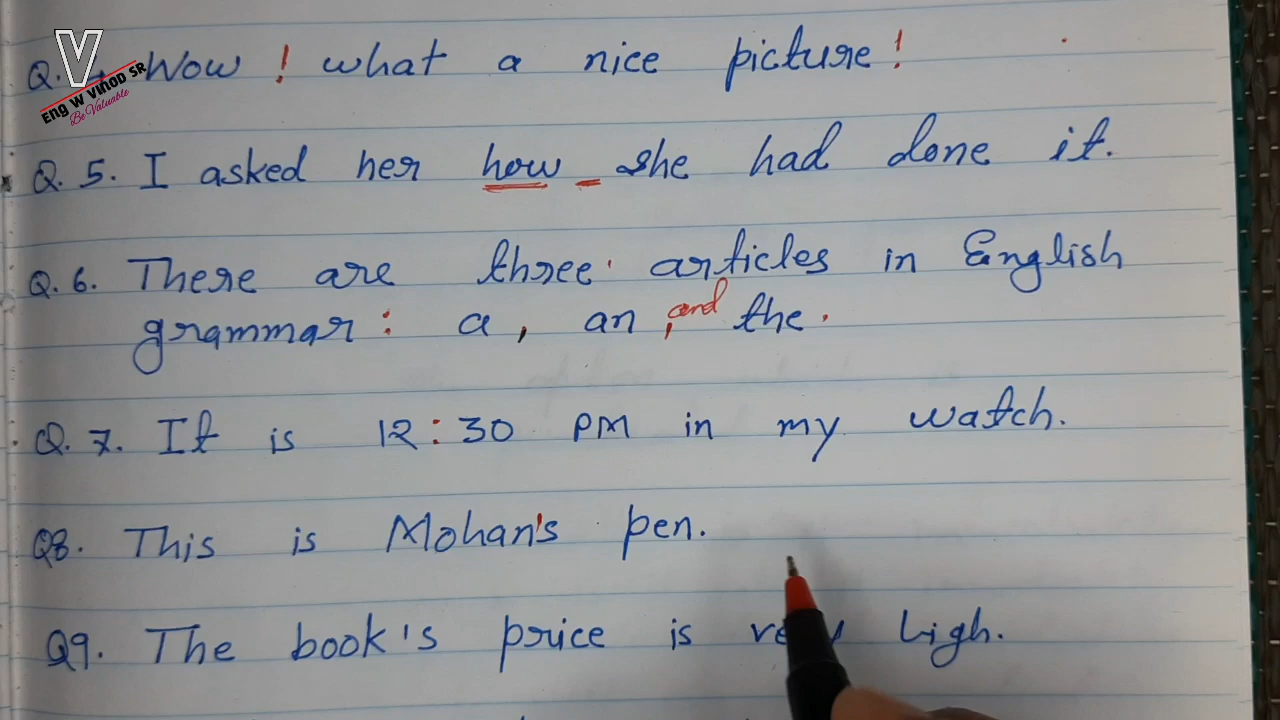 V
Eng W Vinod SR
Be Valuable
Q. Wow ! what a nice picture!
Q. 5. I asked her how she had done it.
Q. 6. There are three articles in English
grammar : a , an , and the .
Q. 7. It is 12:30 PM in my watch.
Q8. This is Mohan's pen.
Q9. The book's price is ligh.